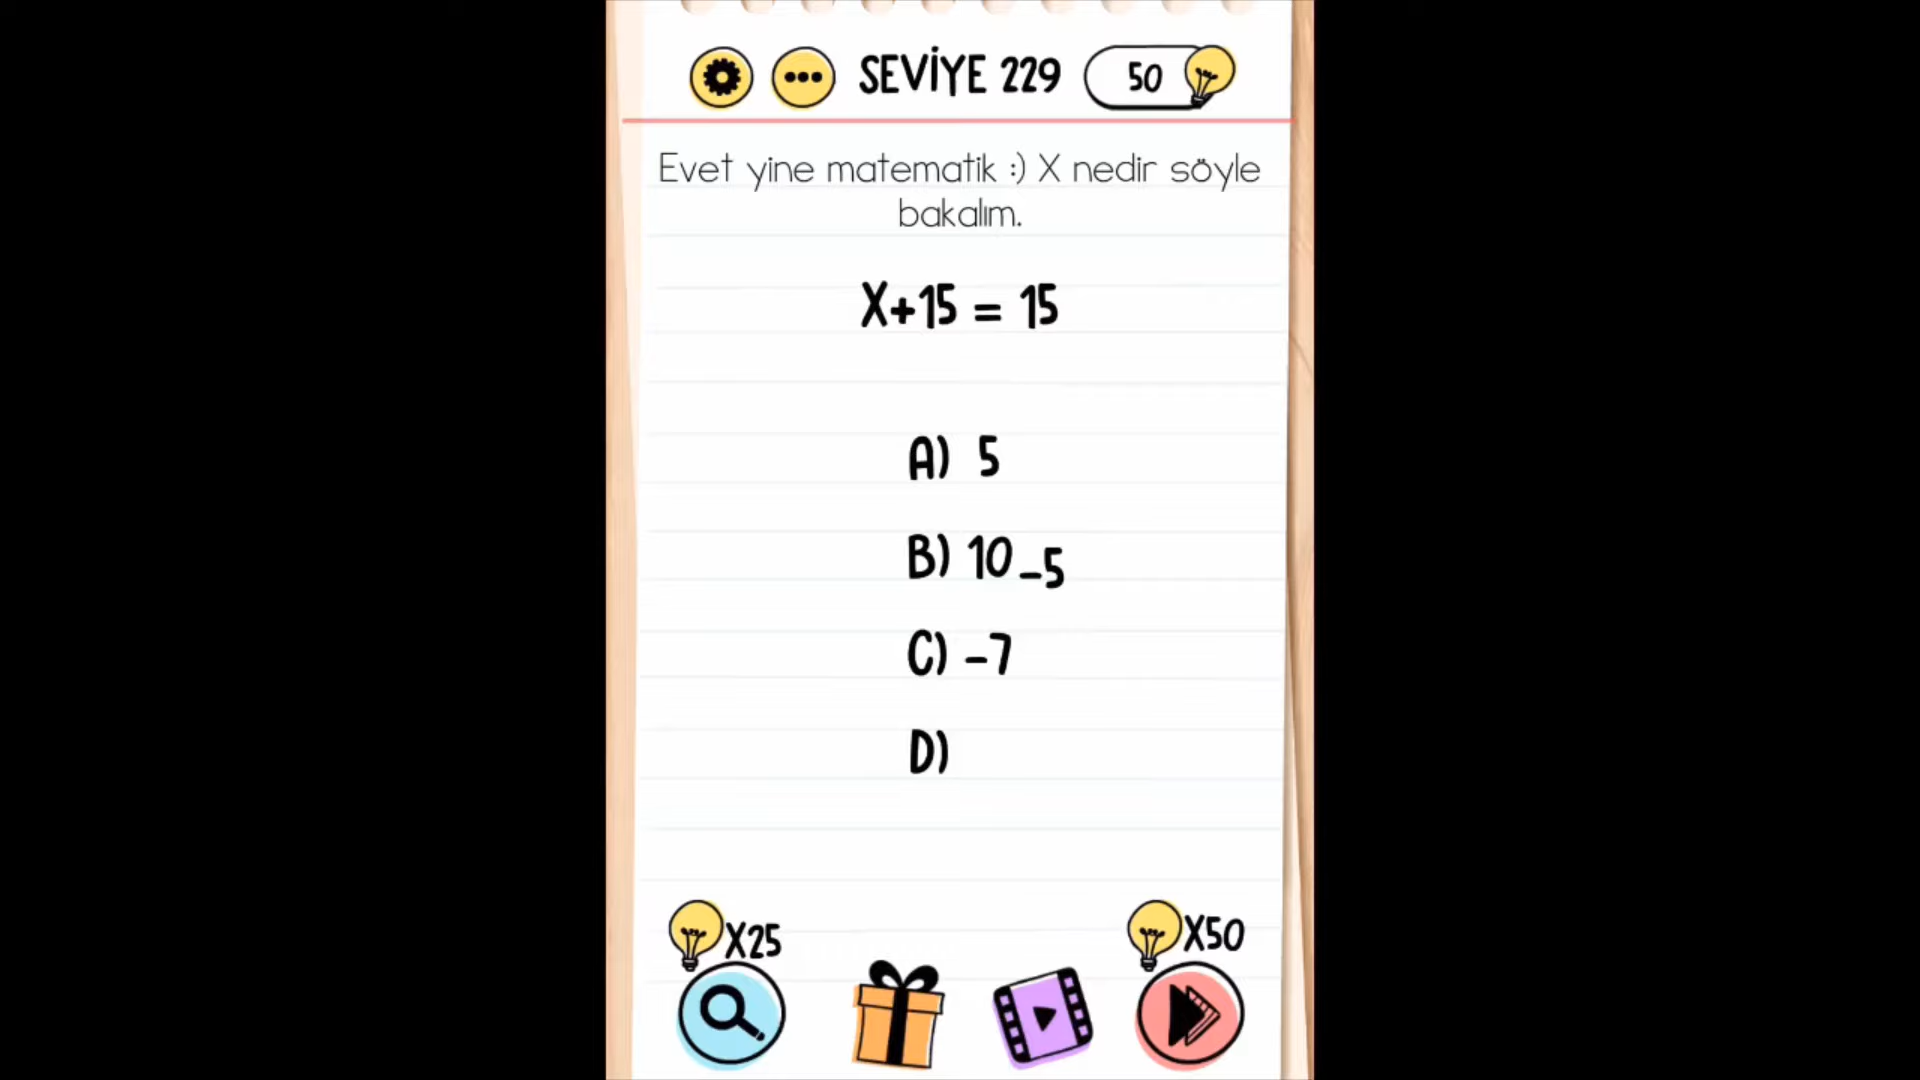 SEVİYE 229
50
Evet yine matematik :) X nedir söyle
bakalım.
X+15 = 15
A) 5
B) 10 -5
C) -7
D)
X25
X50